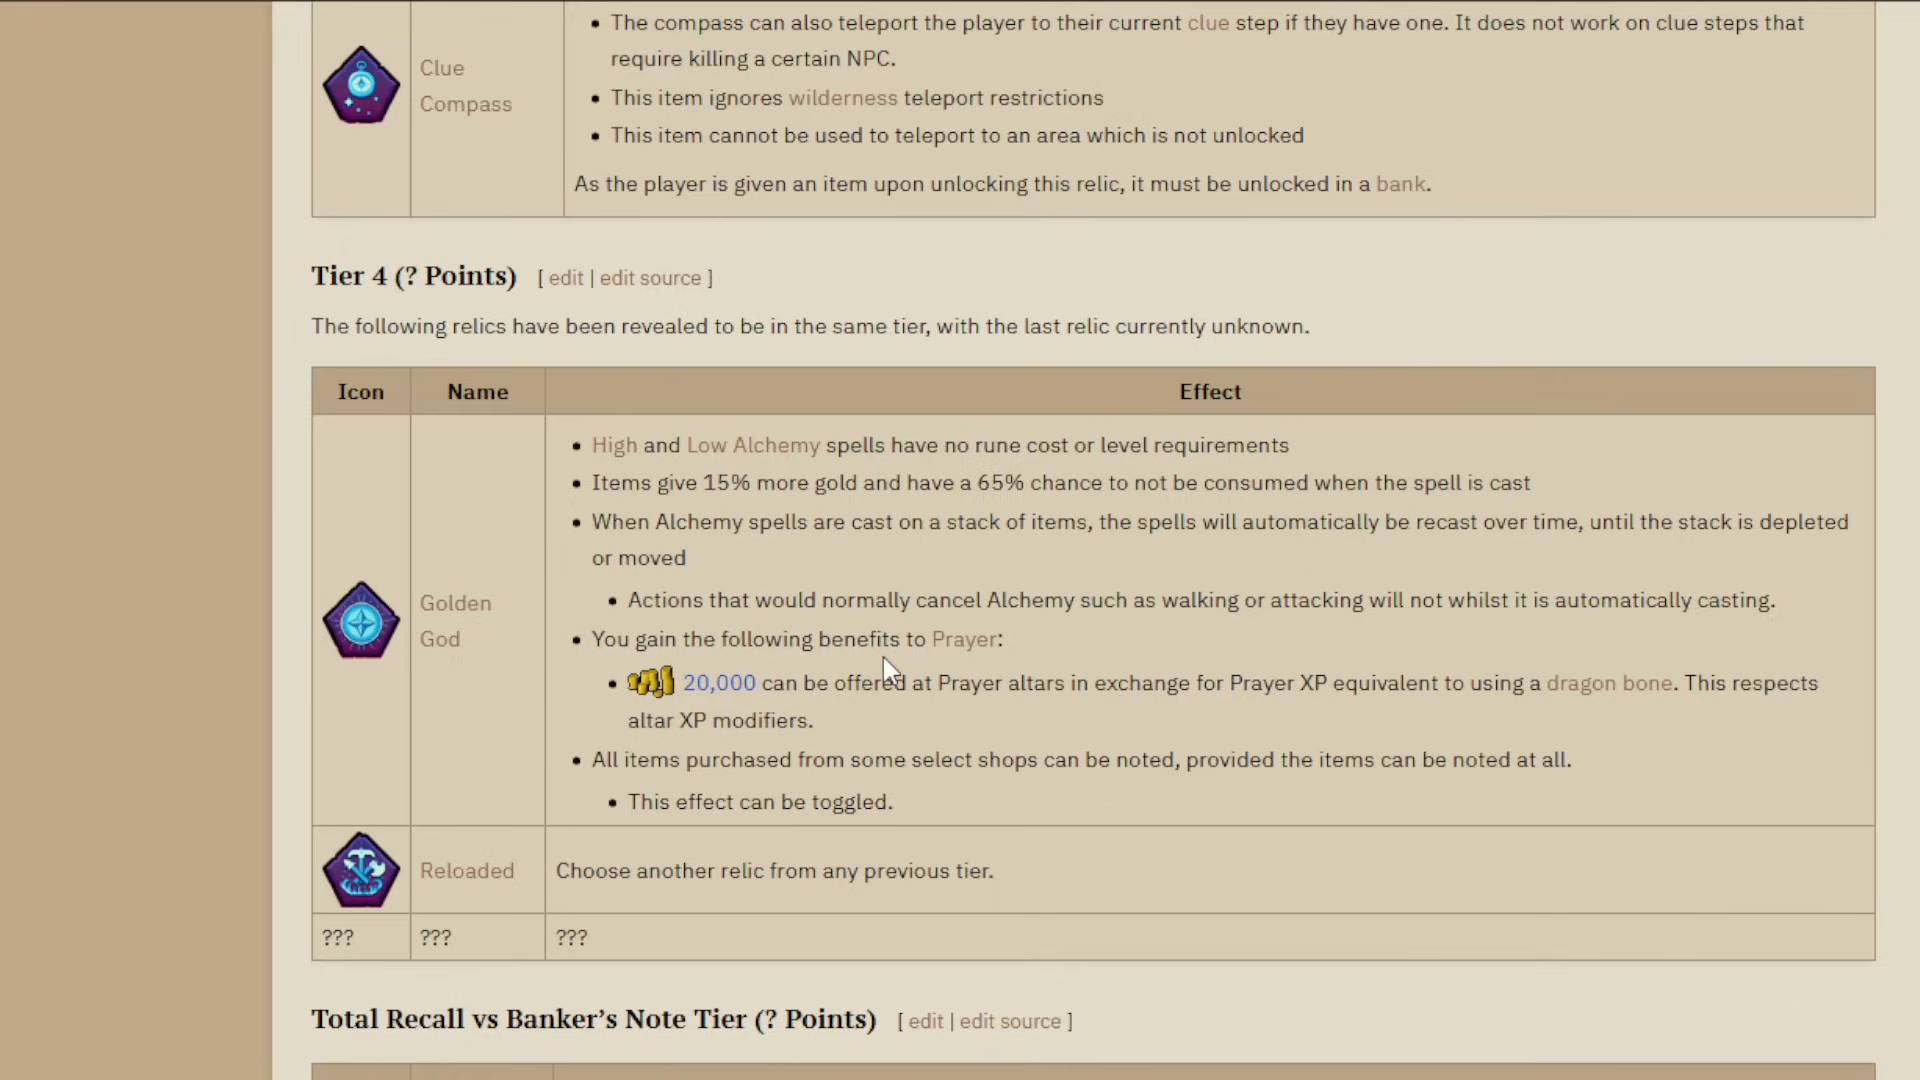 • The compass can also teleport the player to their current clue step if they have one. It does not work on clue steps that
require killing a certain NPC.
Clue
Compass
• This item ignores wilderness teleport restrictions
• This item cannot be used to teleport to an area which is not unlocked
As the player is given an item upon unlocking this relic, it must be unlocked in a bank.
Tier 4 (? Points) [ edit | edit source ]
The following relics have been revealed to be in the same tier, with the last relic currently unknown.
Icon Name Effect
• High and Low Alchemy spells have no rune cost or level requirements
• Items give 15% more gold and have a 65% chance to not be consumed when the spell is cast
• When Alchemy spells are cast on a stack of items, the spells will automatically be recast over time, until the stack is depleted
or moved
• Actions that would normally cancel Alchemy such as walking or attacking will not whilst it is automatically casting.
Golden
God
• You gain the following benefits to Prayer:
• 20,000 can be offered at Prayer altars in exchange for Prayer XP equivalent to using a dragon bone. This respects
altar XP modifiers.
• All items purchased from some select shops can be noted, provided the items can be noted at all.
• This effect can be toggled.
Reloaded Choose another relic from any previous tier.
??? ??? ???
Total Recall vs Banker's Note Tier (? Points) [ edit | edit source ]